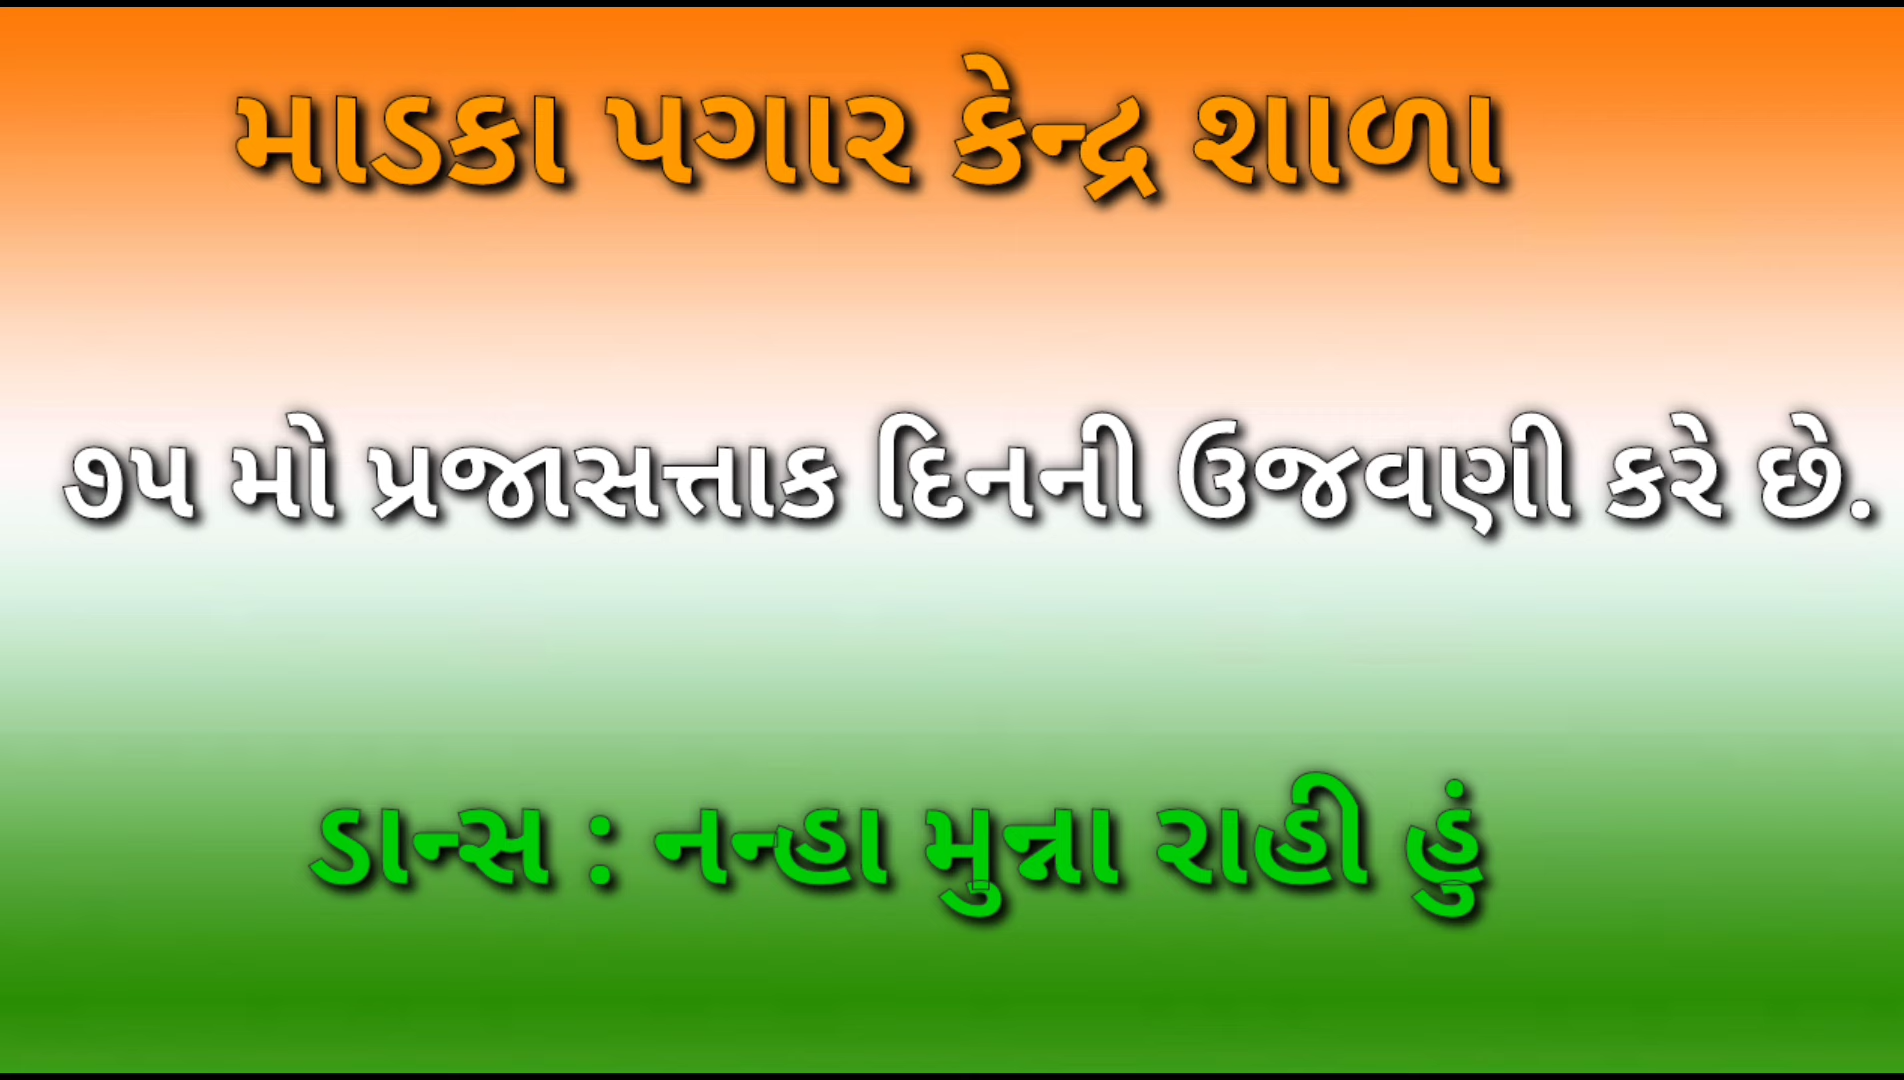 માડકા પગાર કેન્દ્ર શાળા
૭૫ મો પ્રજાસત્તાક દિનની ઉજવણી કરે છે.
ડાન્સ : નન્હા મુન્ના રાહી હું